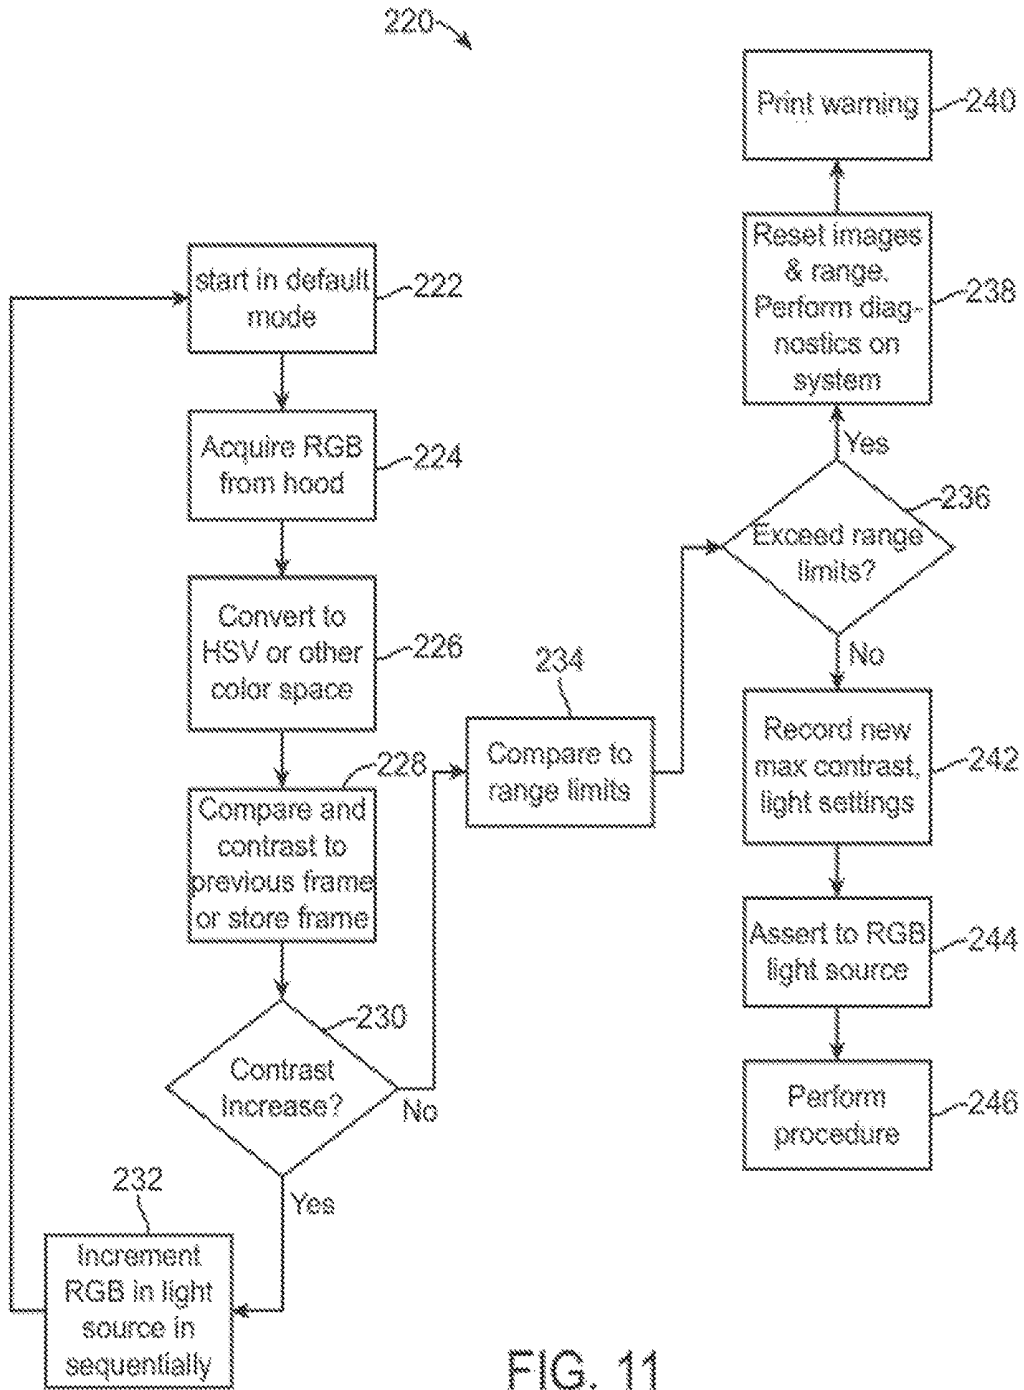 220
start in default
mode
222
Acquire RGB
from hood
224
Convert to
HSV or other
color space
226
228
Compare and
contrast to
previous frame
or store frame
230
Contrast
Increase?
No
Yes
232
Increment
RGB in light
source in
sequentially
234
Compare to
range limits
236
Exceed range
limits?
Yes
No
Reset images
& range.
Perform diag-
nostics on
system
238
Print warning
240
Record new
max contrast,
light settings
242
Assert to RGB
light source
244
Perform
procedure
246
FIG. 11